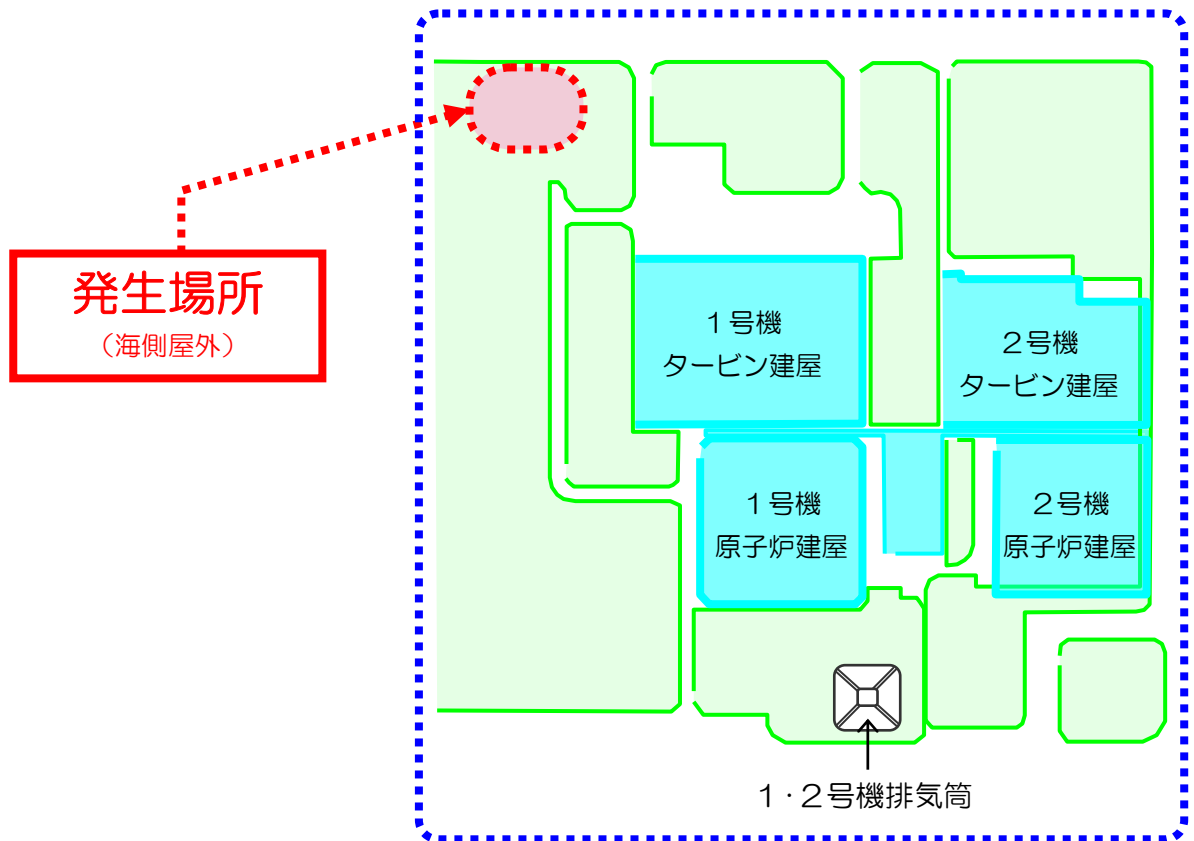 発生場所
（海側屋外）
１号機
タービン建屋
２号機
タービン建屋
１号機
原子炉建屋
２号機
原子炉建屋
１・２号機排気筒